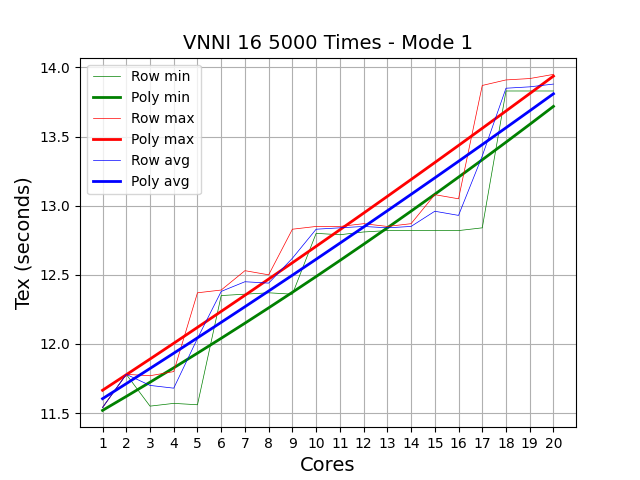 VNNI 16 5000 Times - Mode 1
Row min
Poly min
Row max
Poly max
Row avg
Poly avg
14.0
13.5
13.0
12.5
12.0
11.5
Tex (seconds)
1 2 3 4 5 6 7 8 9 10 11 12 13 14 15 16 17 18 19 20
Cores